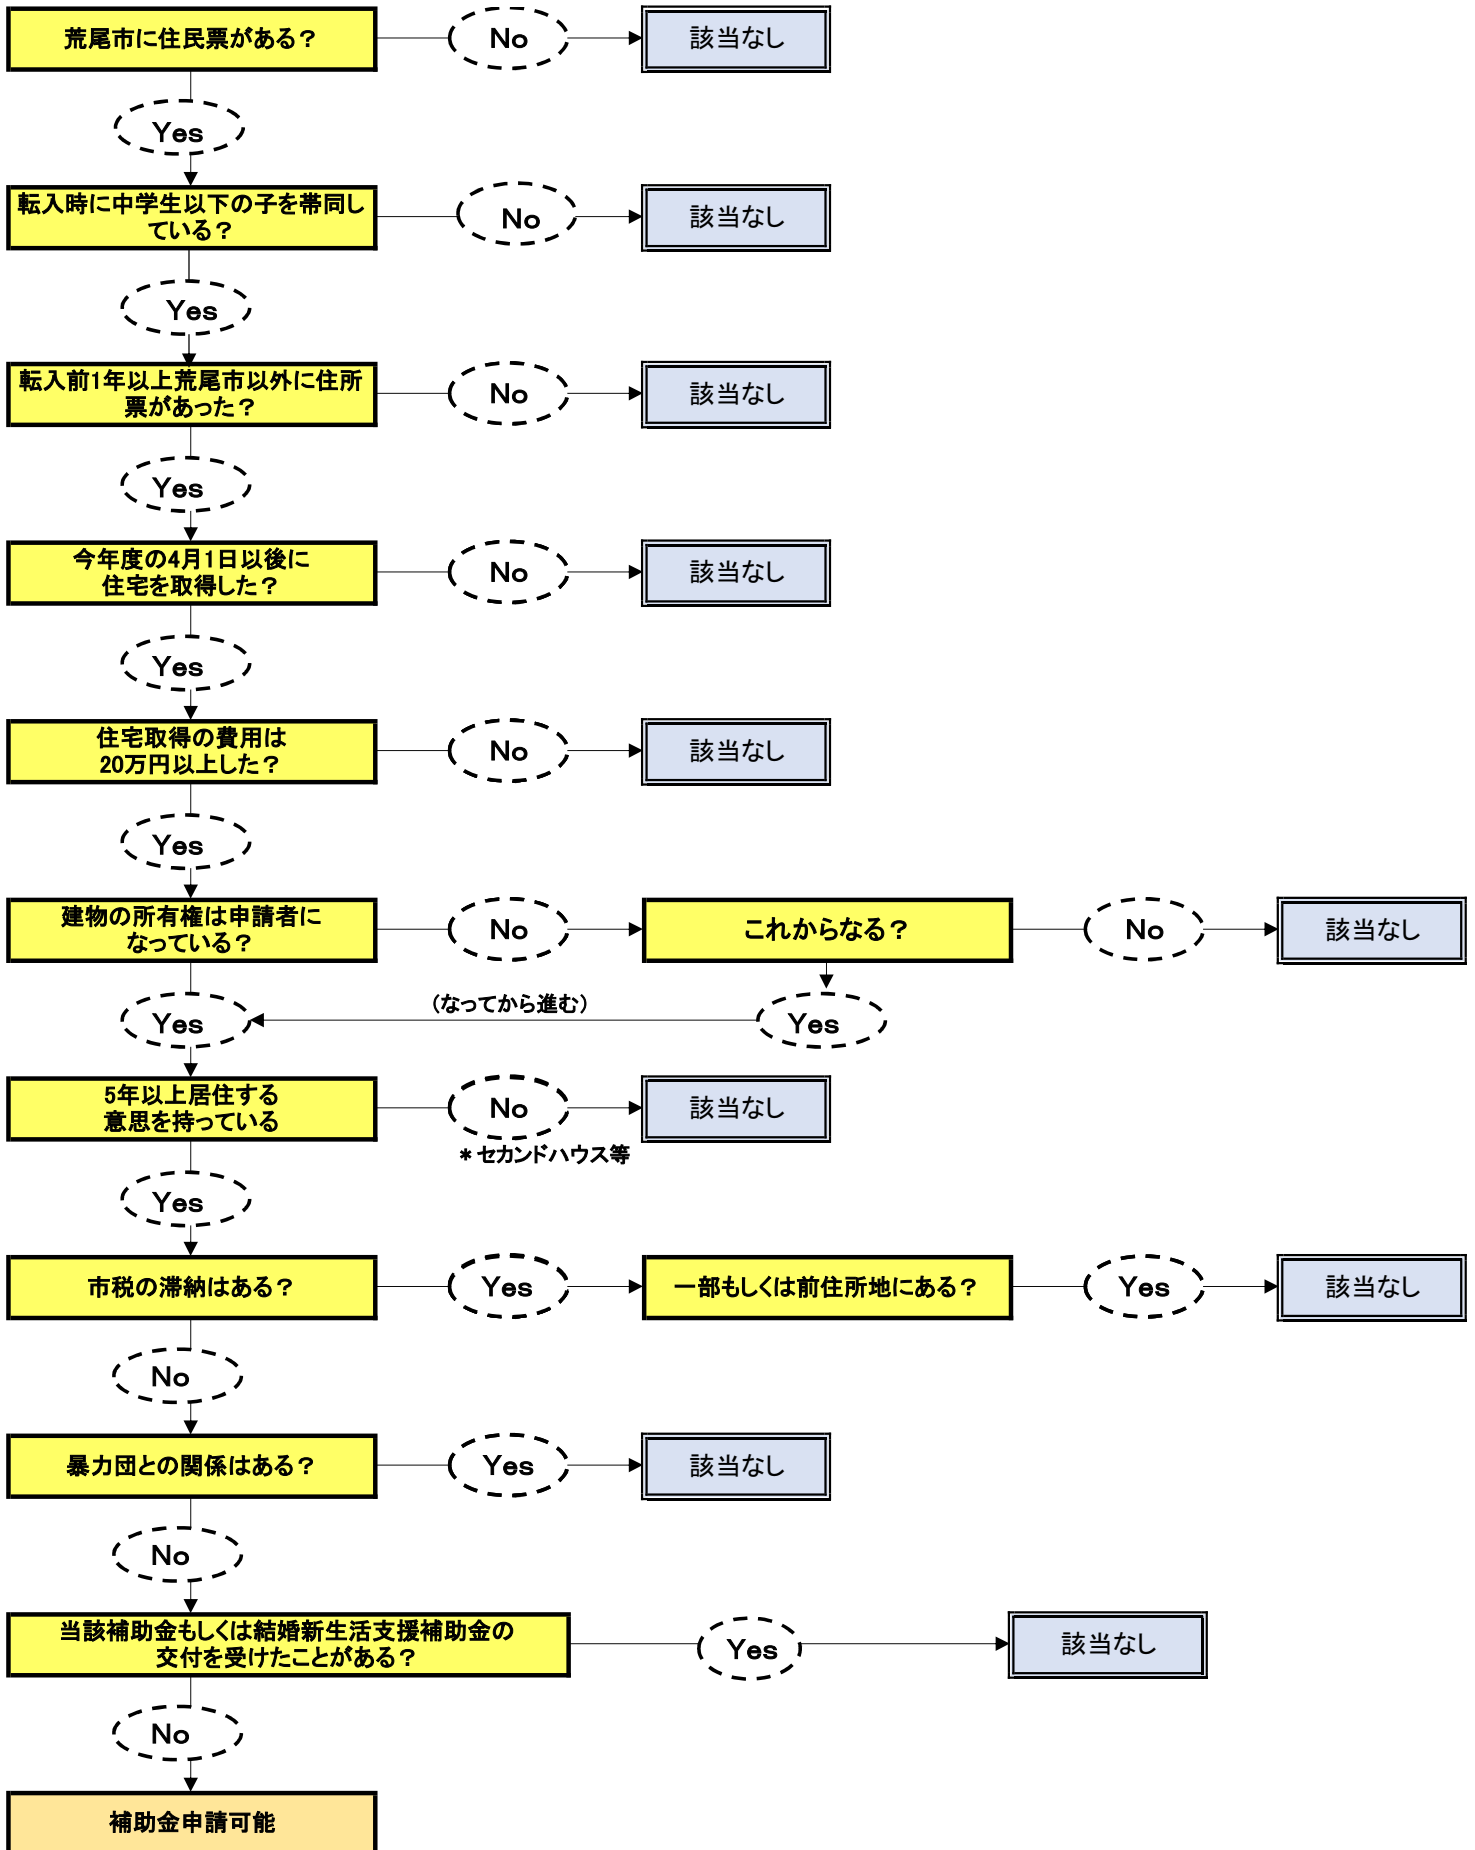 荒尾市に住民票がある？
No
該当なし
Yes
転入時に中学生以下の子を帯同し
ている？
No
該当なし
Yes
転入前1年以上荒尾市以外に住所
票があった？
No
該当なし
Yes
今年度の4月1日以後に
住宅を取得した？
No
該当なし
Yes
住宅取得の費用は
20万円以上した？
No
該当なし
Yes
建物の所有権は申請者に
なっている？
No
これからなる？
No
該当なし
（なってから進む）
Yes
Yes
5年以上居住する
意思を持っている
No
該当なし
＊セカンドハウス等
Yes
市税の滞納はある？
Yes
一部もしくは前住所地にある？
Yes
該当なし
No
暴力団との関係はある？
Yes
該当なし
No
当該補助金もしくは結婚新生活支援補助金の
交付を受けたことがある？
Yes
該当なし
No
補助金申請可能